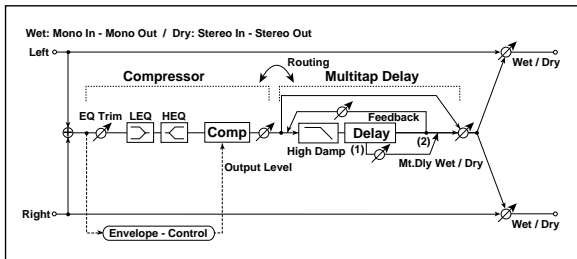 Wet: Mono In - Mono Out / Dry: Stereo In - Stereo Out
Left
Wet / Dry
Routing
Compressor
Multitap Delay
EQ Trim
LEQ
HEQ
Feedback
Comp
Delay
High Damp
(1)
(2)
Mt.Dly Wet / Dry
Output Level
Right
Envelope - Control
Wet / Dry